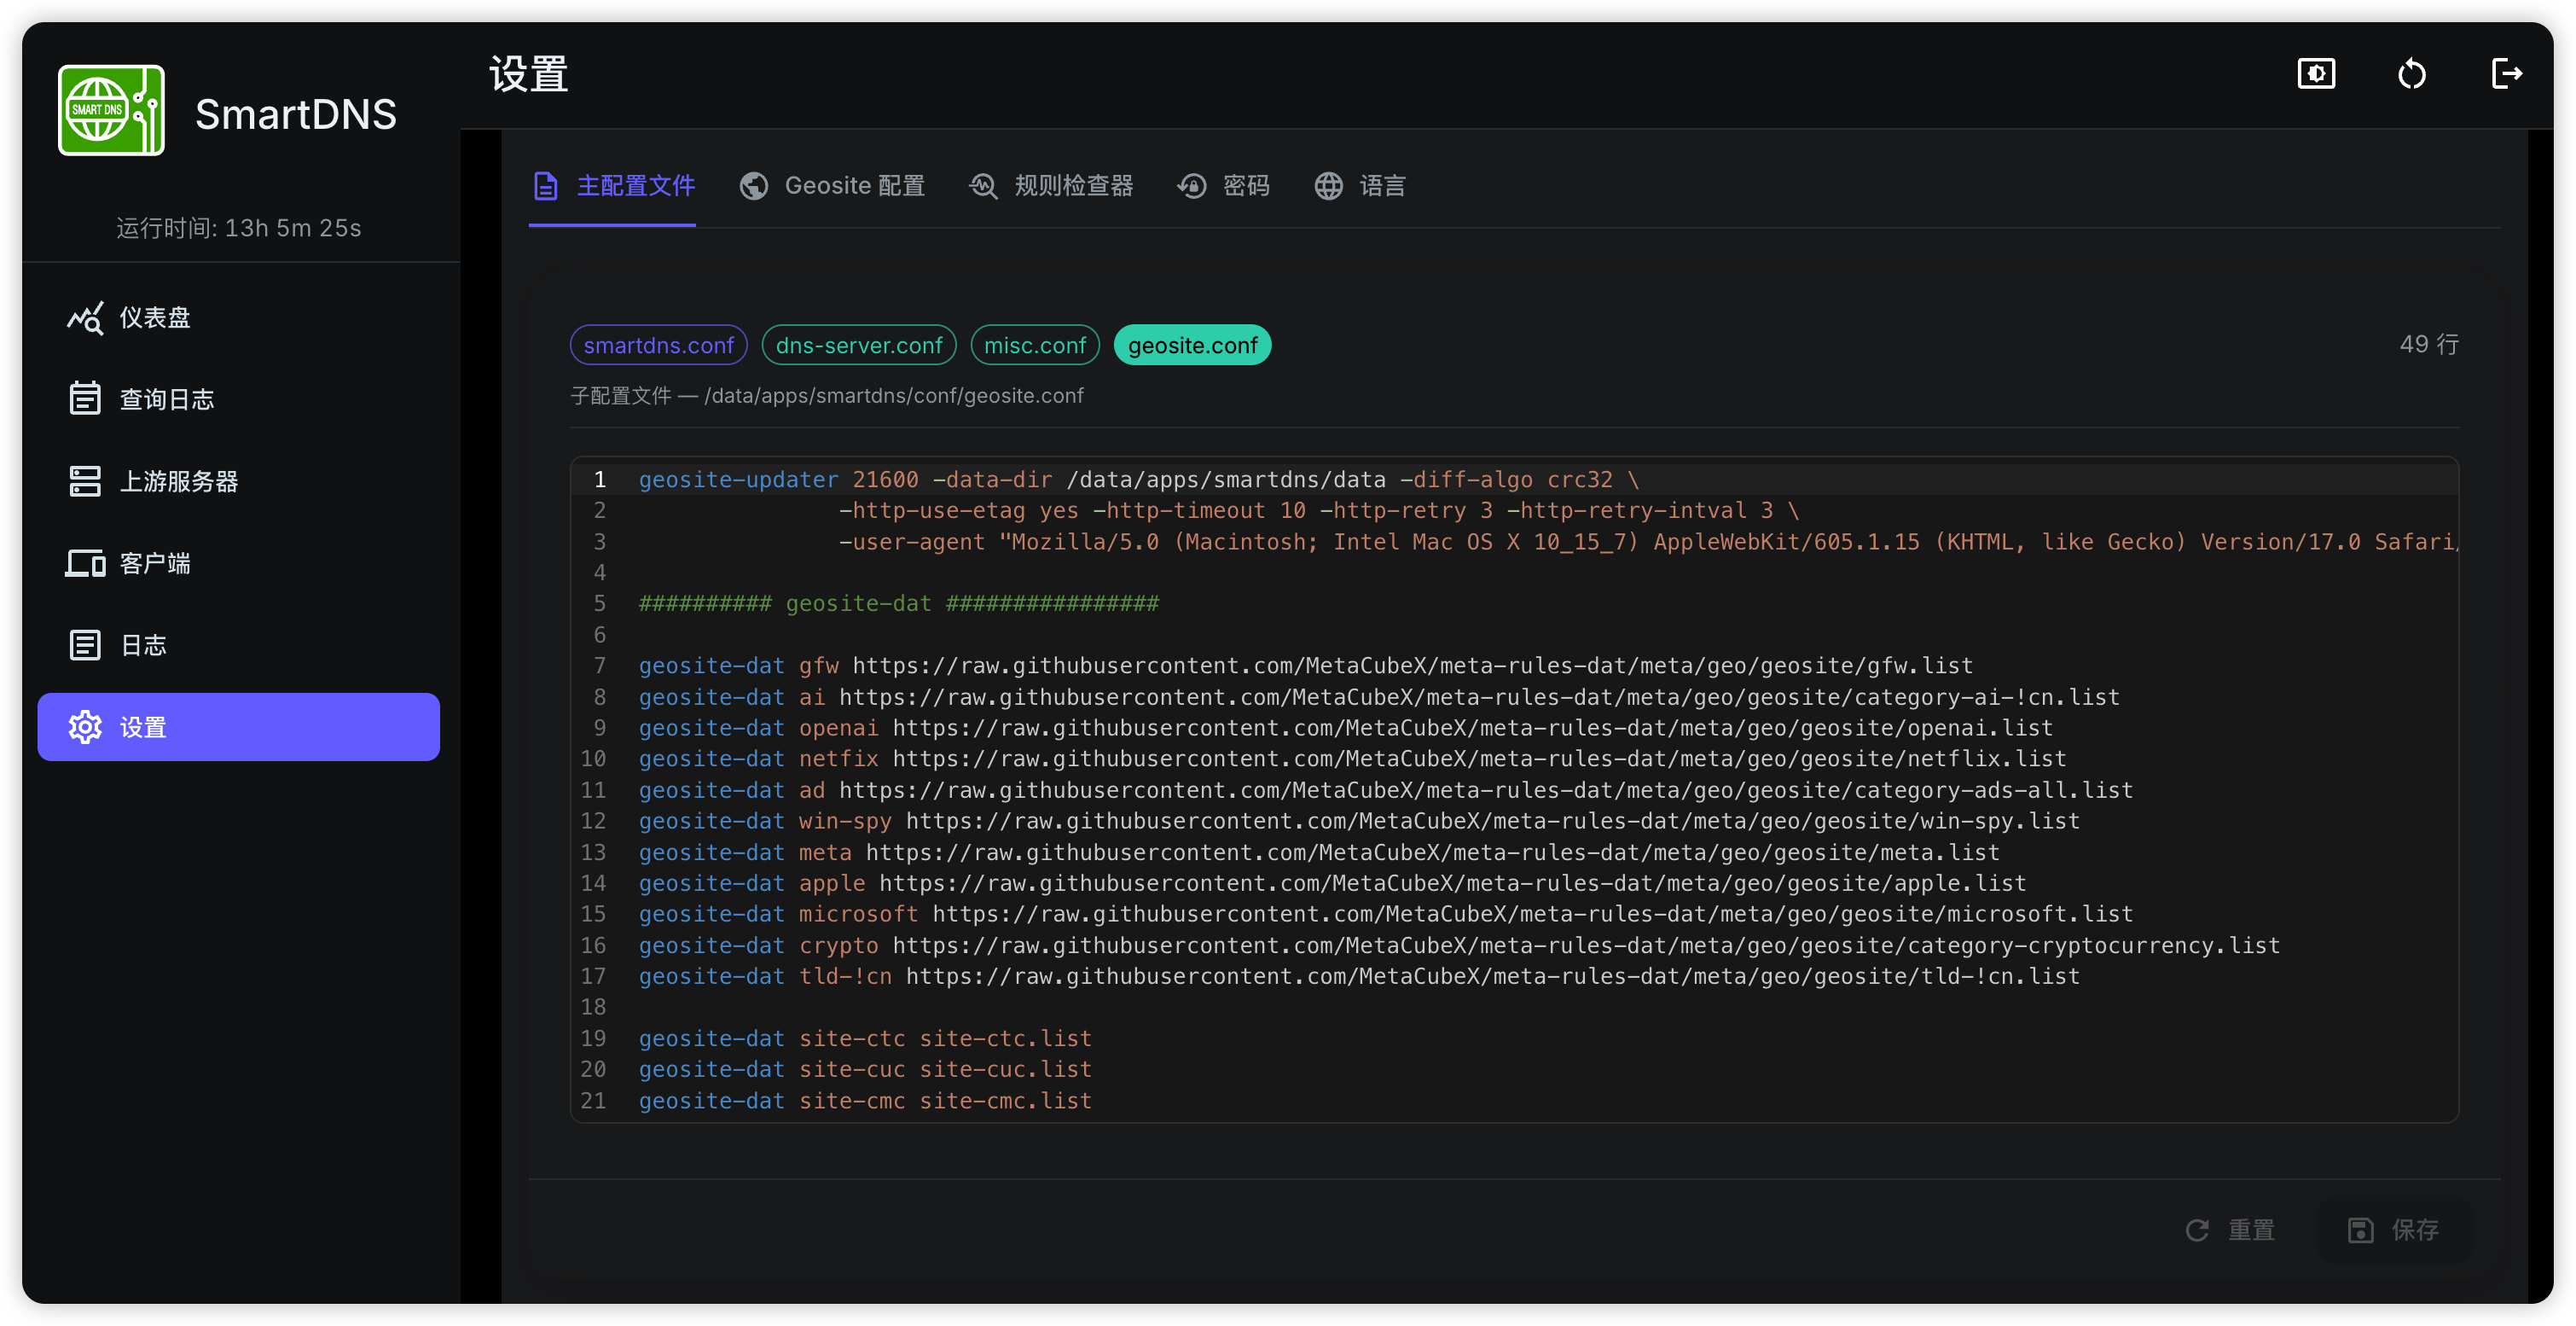 SMART DNS
SmartDNS
运行时间: 13h 5m 25s
仪表盘
查询日志
上游服务器
客户端
日志
设置
设置
主配置文件 Geosite 配置 规则检查器 密码 语言
smartdns.conf dns-server.conf misc.conf geosite.conf 49 行
子配置文件 — /data/apps/smartdns/conf/geosite.conf
1 geosite-updater 21600 -data-dir /data/apps/smartdns/data -diff-algo crc32 \
2 -http-use-etag yes -http-timeout 10 -http-retry 3 -http-retry-intval 3 \
3 -user-agent "Mozilla/5.0 (Macintosh; Intel Mac OS X 10_15_7) AppleWebKit/605.1.15 (KHTML, like Gecko) Version/17.0 Safari/
4
5 ########## geosite-dat ################
6
7 geosite-dat gfw https://raw.githubusercontent.com/MetaCubeX/meta-rules-dat/meta/geo/geosite/gfw.list
8 geosite-dat ai https://raw.githubusercontent.com/MetaCubeX/meta-rules-dat/meta/geo/geosite/category-ai-!cn.list
9 geosite-dat openai https://raw.githubusercontent.com/MetaCubeX/meta-rules-dat/meta/geo/geosite/openai.list
10 geosite-dat netfix https://raw.githubusercontent.com/MetaCubeX/meta-rules-dat/meta/geo/geosite/netflix.list
11 geosite-dat ad https://raw.githubusercontent.com/MetaCubeX/meta-rules-dat/meta/geo/geosite/category-ads-all.list
12 geosite-dat win-spy https://raw.githubusercontent.com/MetaCubeX/meta-rules-dat/meta/geo/geosite/win-spy.list
13 geosite-dat meta https://raw.githubusercontent.com/MetaCubeX/meta-rules-dat/meta/geo/geosite/meta.list
14 geosite-dat apple https://raw.githubusercontent.com/MetaCubeX/meta-rules-dat/meta/geo/geosite/apple.list
15 geosite-dat microsoft https://raw.githubusercontent.com/MetaCubeX/meta-rules-dat/meta/geo/geosite/microsoft.list
16 geosite-dat crypto https://raw.githubusercontent.com/MetaCubeX/meta-rules-dat/meta/geo/geosite/category-cryptocurrency.list
17 geosite-dat tld-!cn https://raw.githubusercontent.com/MetaCubeX/meta-rules-dat/meta/geo/geosite/tld-!cn.list
18
19 geosite-dat site-ctc site-ctc.list
20 geosite-dat site-cuc site-cuc.list
21 geosite-dat site-cmc site-cmc.list
重置 保存